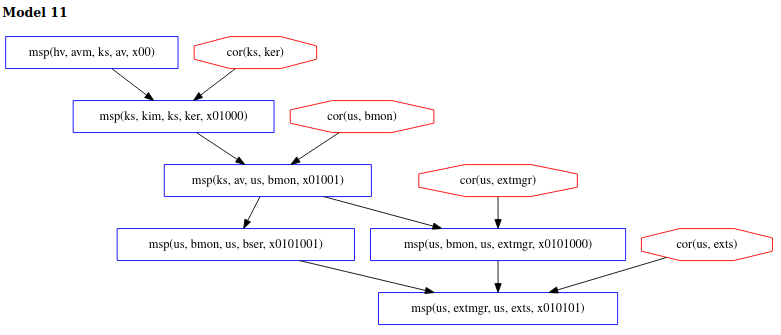 Model 11
msp(hv, avm, ks, av, x00)
cor(ks, ker)
msp(ks, kim, ks, ker, x01000)
cor(us, bmon)
msp(ks, av, us, bmon, x01001)
cor(us, extmgr)
msp(us, bmon, us, bser, x0101001)
msp(us, bmon, us, extmgr, x0101000)
cor(us, exts)
msp(us, extmgr, us, exts, x010101)